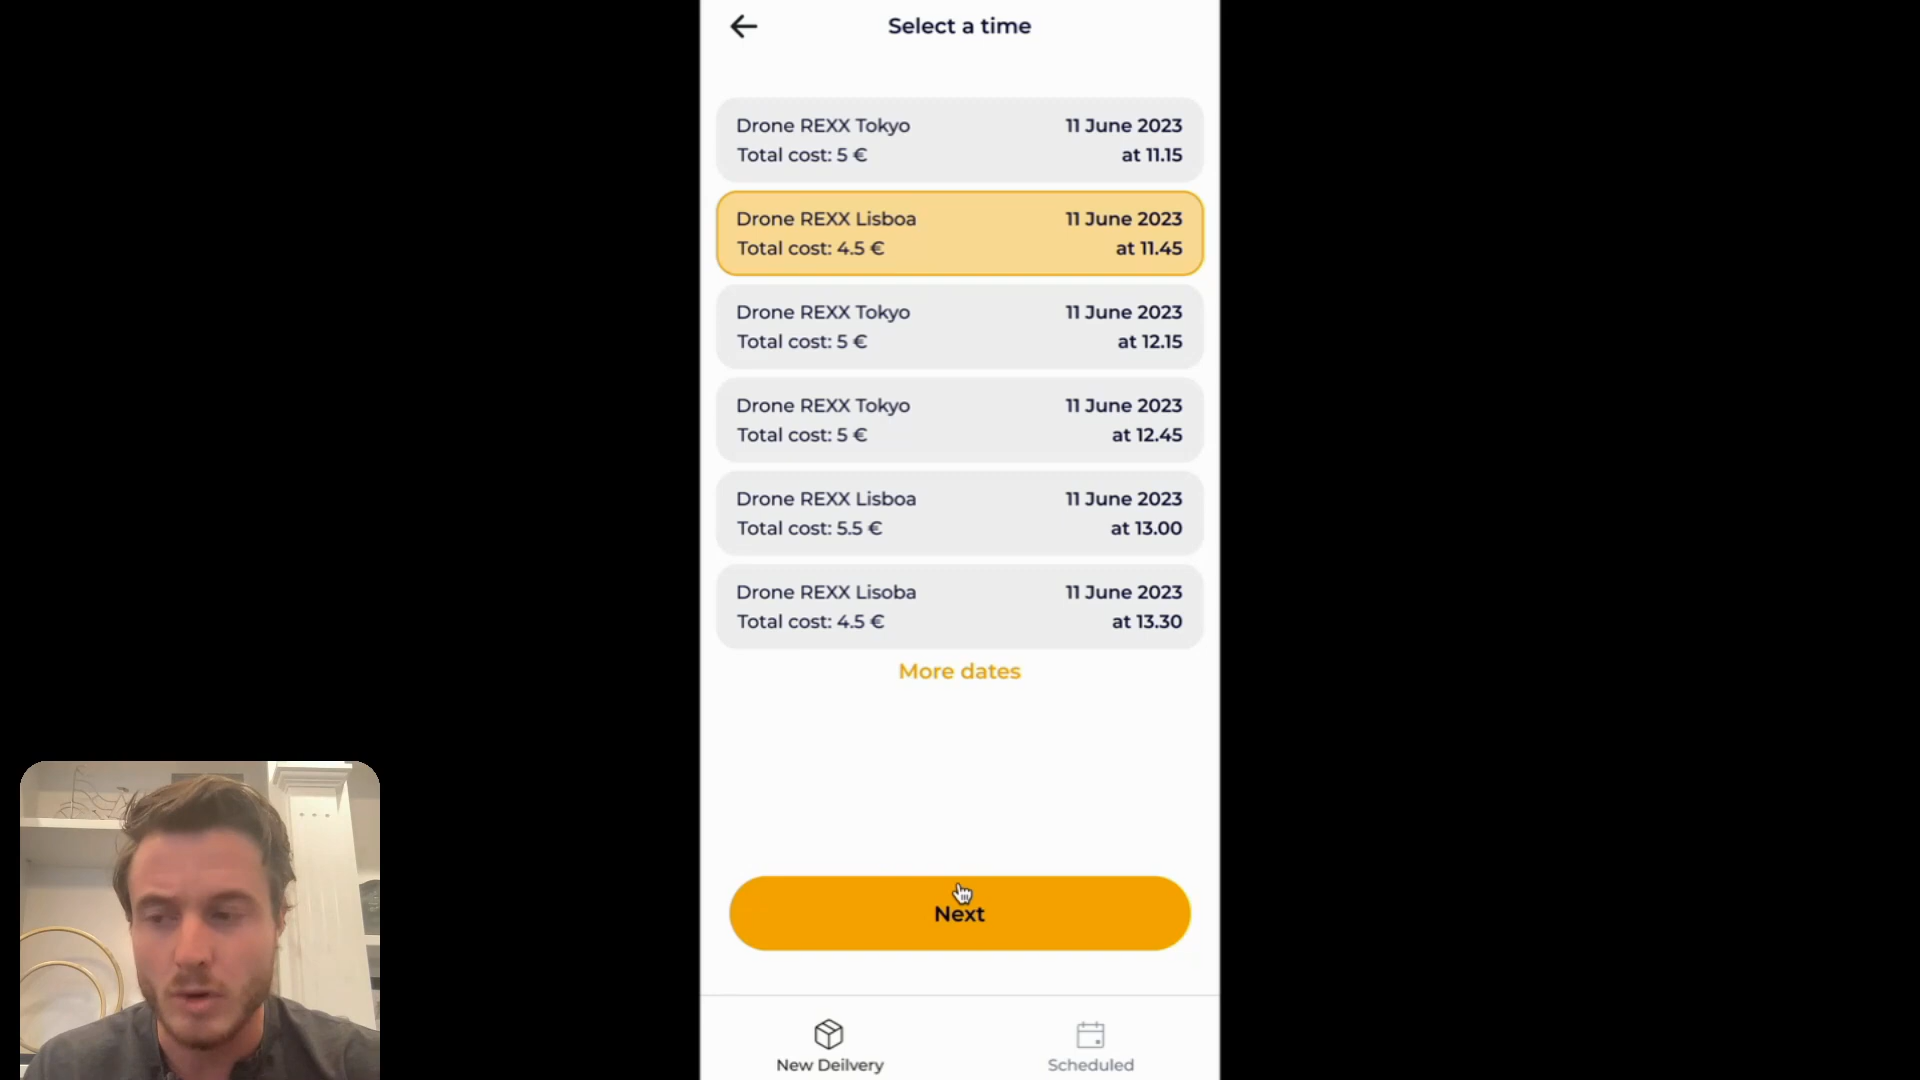 Select a time
Drone REXX Tokyo
11 June 2023
Total cost: 5 €
at 11.15
Drone REXX Lisboa
11 June 2023
Total cost: 4.5 €
at 11.45
Drone REXX Tokyo
11 June 2023
Total cost: 5 €
at 12.15
Drone REXX Tokyo
11 June 2023
Total cost: 5 €
at 12.45
Drone REXX Lisboa
11 June 2023
Total cost: 5.5 €
at 13.00
Drone REXX Lisoba
11 June 2023
Total cost: 4.5 €
at 13.30
More dates
Next
New Deilvery
Scheduled